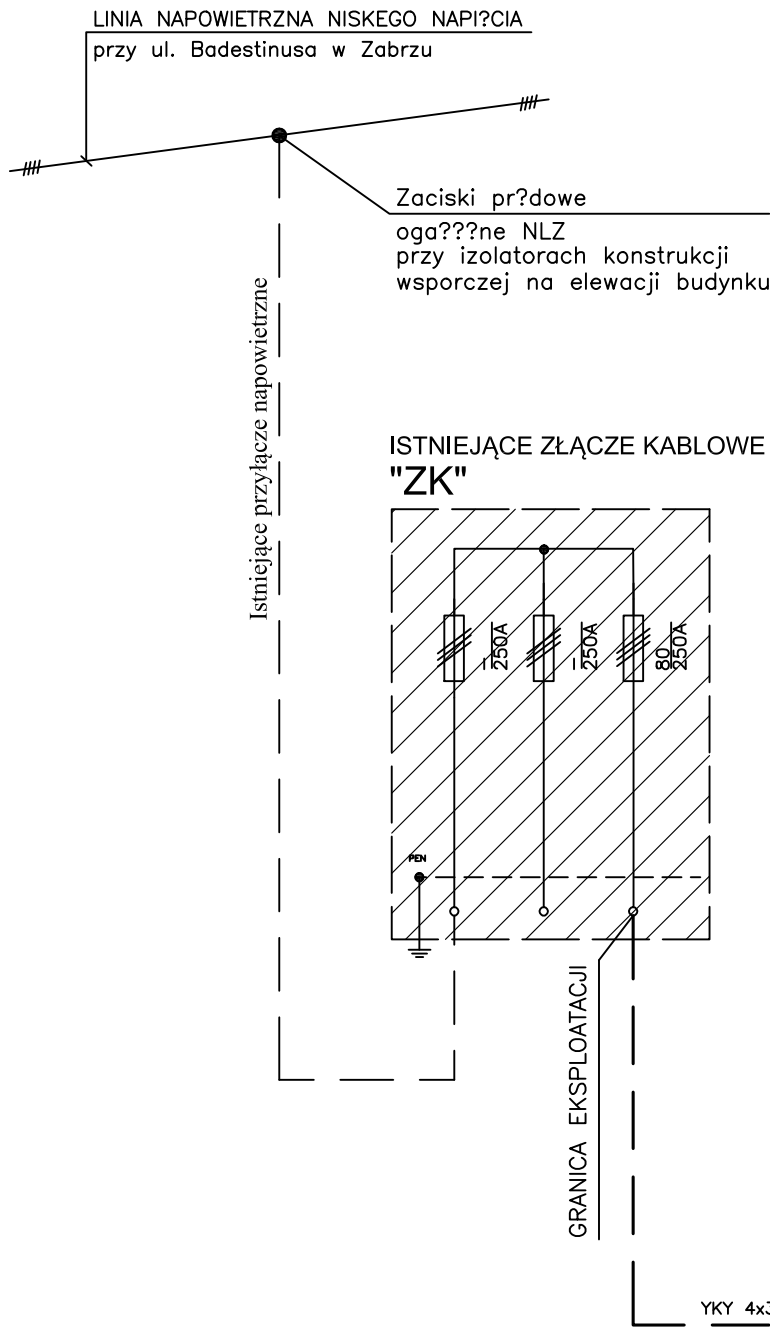 LINIA NAPOWIETRZNA NISKEGO NAPI?CIA
przy ul. Badestinusa w Zabrzu
Zaciski pr?dowe
oga???ne NLZ
przy izolatorach konstrukcji
wsporczej na elewacji budynku
Istniejące przyłącze napowietrzne
ISTNIEJĄCE ZŁĄCZE KABLOWE
"ZK"
–
250A
–
250A
80
250A
PEN
GRANICA EKSPLOATACJI
YKY 4x3